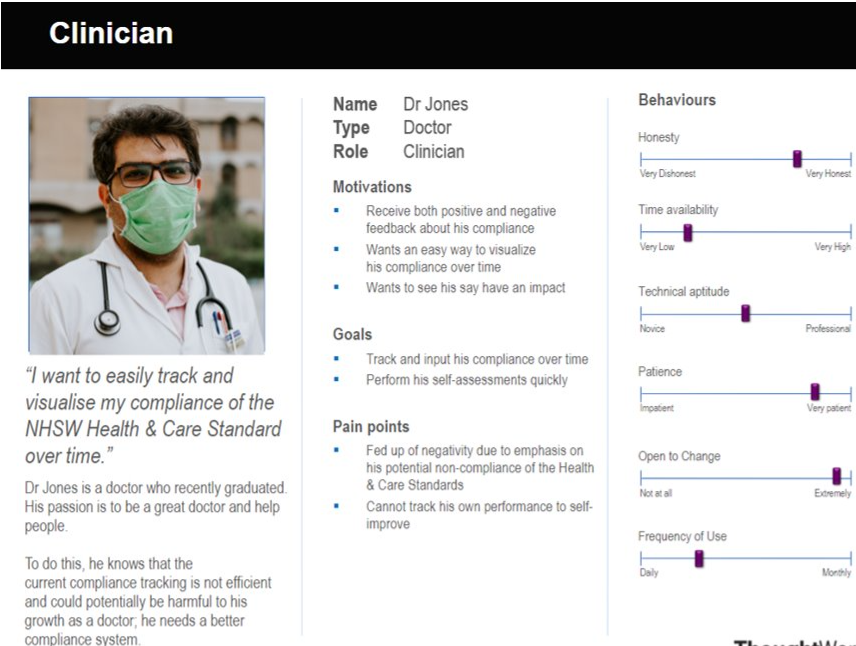 Clinician
"I want to easily track and
visualise my compliance of the
NHSW Health & Care Standard
over time."
Dr Jones is a doctor who recently graduated.
His passion is to be a great doctor and help
people.
To do this, he knows that the
current compliance tracking is not efficient
and could potentially be harmful to his
growth as a doctor; he needs a better
compliance system.
Name Dr Jones
Type Doctor
Role Clinician
Motivations
Receive both positive and negative
feedback about his compliance
Wants an easy way to visualize
his compliance over time
Wants to see his say have an impact
Goals
Track and input his compliance over time
Perform his self-assessments quickly
Pain points
Fed up of negativity due to emphasis on
his potential non-compliance of the Health
& Care Standards
Cannot track his own performance to self-
improve
Behaviours
Honesty
Very Dishonest Very Honest
Time availability
Very Low Very High
Technical aptitude
Novice Professional
Patience
Impatient Very patient
Open to Change
Not at all Extremely
Frequency of Use
Daily Monthly